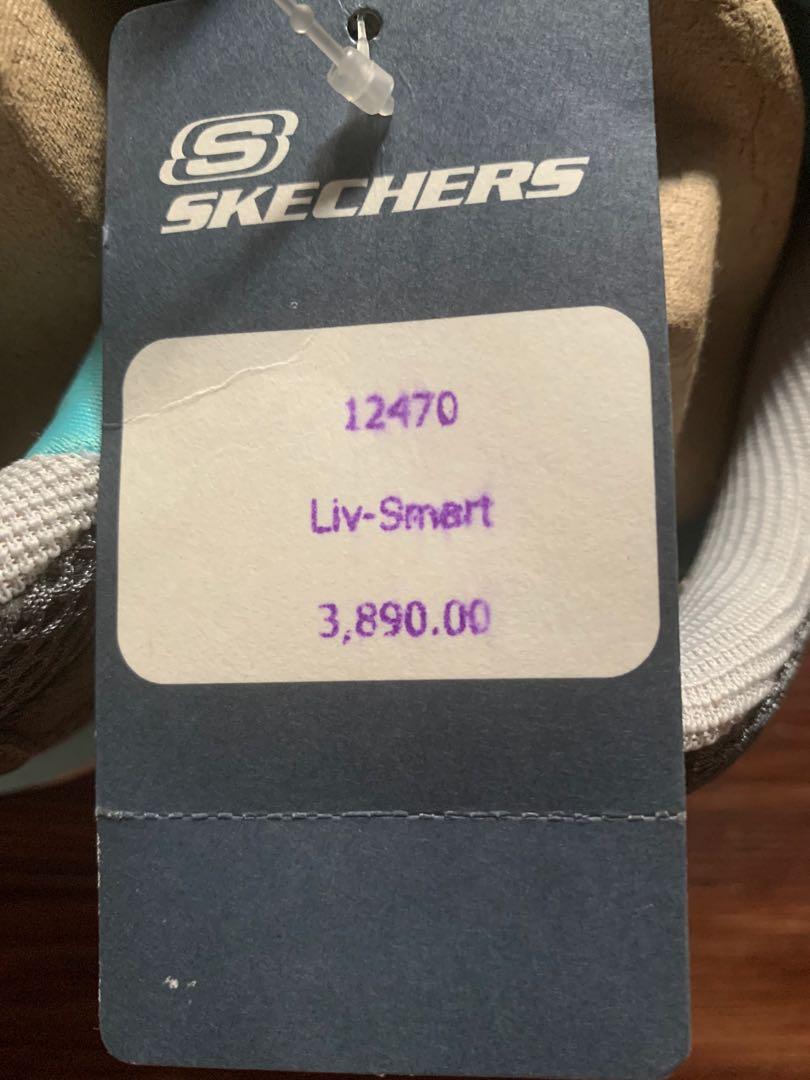 S
SKECHERS
12470
Liv-Smart
3,890.00